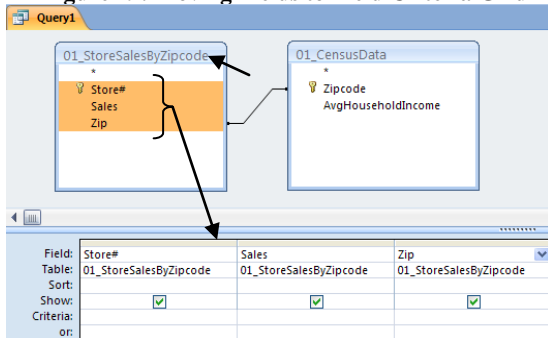 Query1
01_StoreSalesByZipcode
*
Store#
Sales
Zip
01_CensusData
*
Zipcode
AvgHouseholdIncome
Field: Store# Sales Zip
Table: 01_StoreSalesByZipcode 01_StoreSalesByZipcode 01_StoreSalesByZipcode
Sort:
Show:
Criteria:
or: